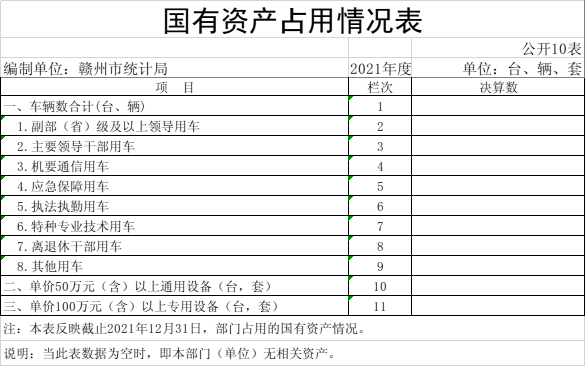 国有资产占用情况表
公开10表
编制单位：赣州市统计局 2021年度 单位：台、辆、套
项 目 栏次 决算数
一、车辆数合计(台、辆) 1
1.副部（省）级及以上领导用车 2
2.主要领导干部用车 3
3.机要通信用车 4
4.应急保障用车 5
5.执法执勤用车 6
6.特种专业技术用车 7
7.离退休干部用车 8
8.其他用车 9
二、单价50万元（含）以上通用设备（台，套） 10
三、单价100万元（含）以上专用设备（台，套） 11
注：本表反映截止2021年12月31日，部门占用的国有资产情况。
说明：当此表数据为空时，即本部门（单位）无相关资产。